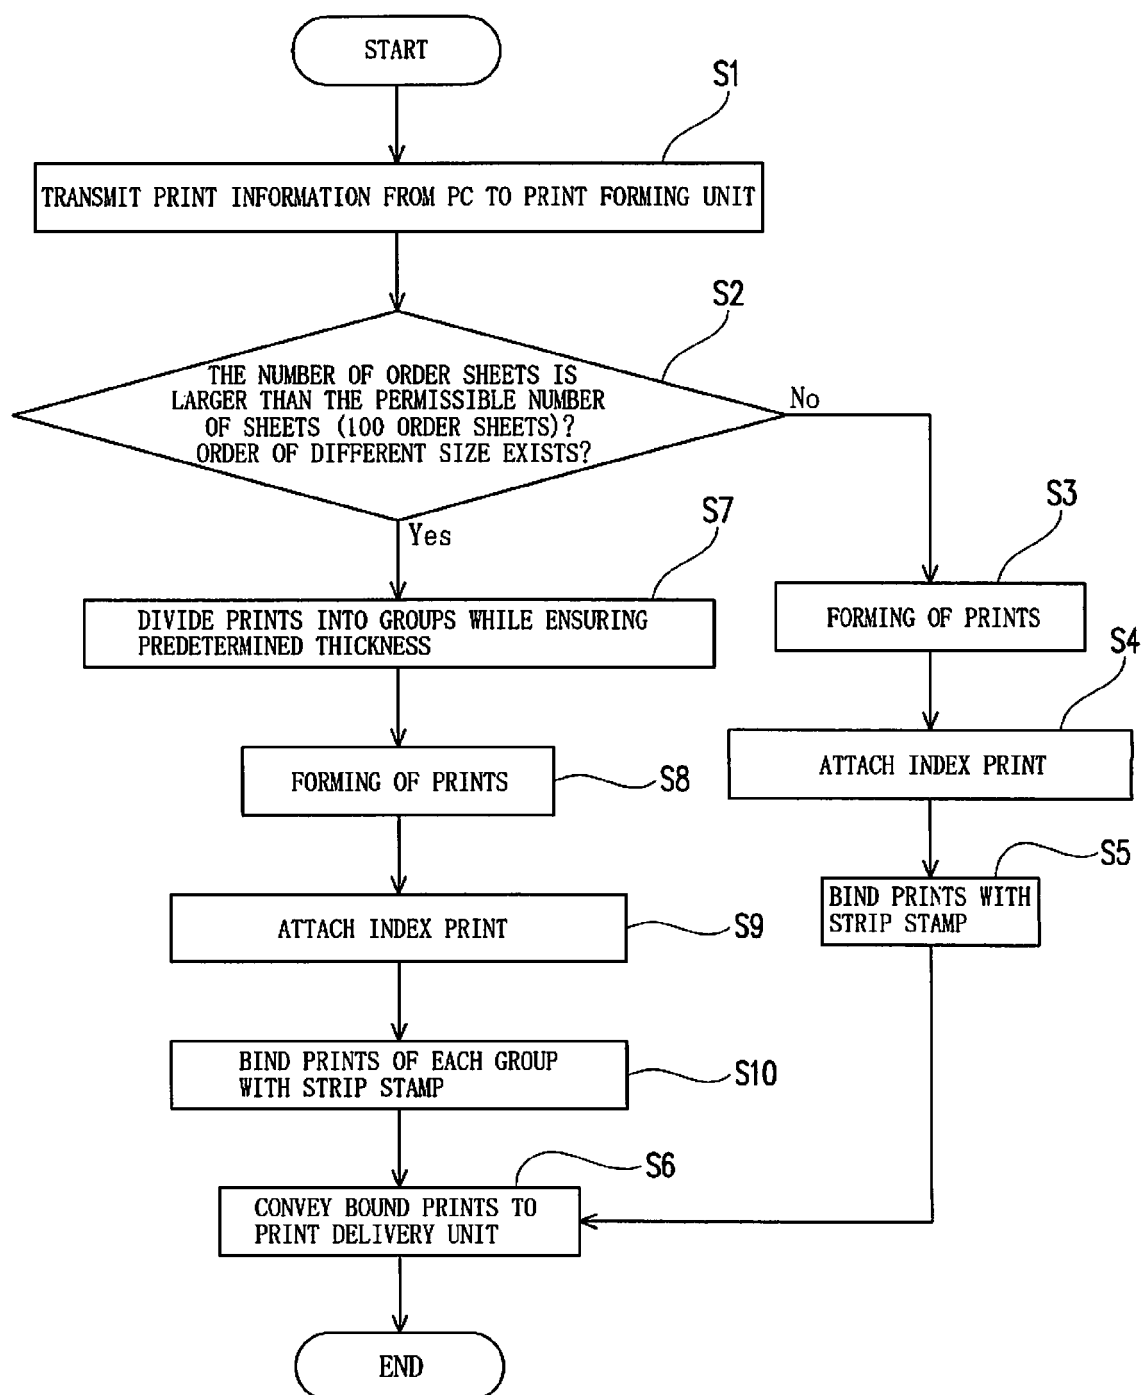 START
S1
TRANSMIT PRINT INFORMATION FROM PC TO PRINT FORMING UNIT
S2
THE NUMBER OF ORDER SHEETS IS
LARGER THAN THE PERMISSIBLE NUMBER
OF SHEETS (100 ORDER SHEETS)?
ORDER OF DIFFERENT SIZE EXISTS?
No
Yes
S7
DIVIDE PRINTS INTO GROUPS WHILE ENSURING
PREDETERMINED THICKNESS
S3
FORMING OF PRINTS
S4
ATTACH INDEX PRINT
S5
BIND PRINTS WITH
STRIP STAMP
FORMING OF PRINTS
S8
ATTACH INDEX PRINT
S9
BIND PRINTS OF EACH GROUP
WITH STRIP STAMP
S10
S6
CONVEY BOUND PRINTS TO
PRINT DELIVERY UNIT
END